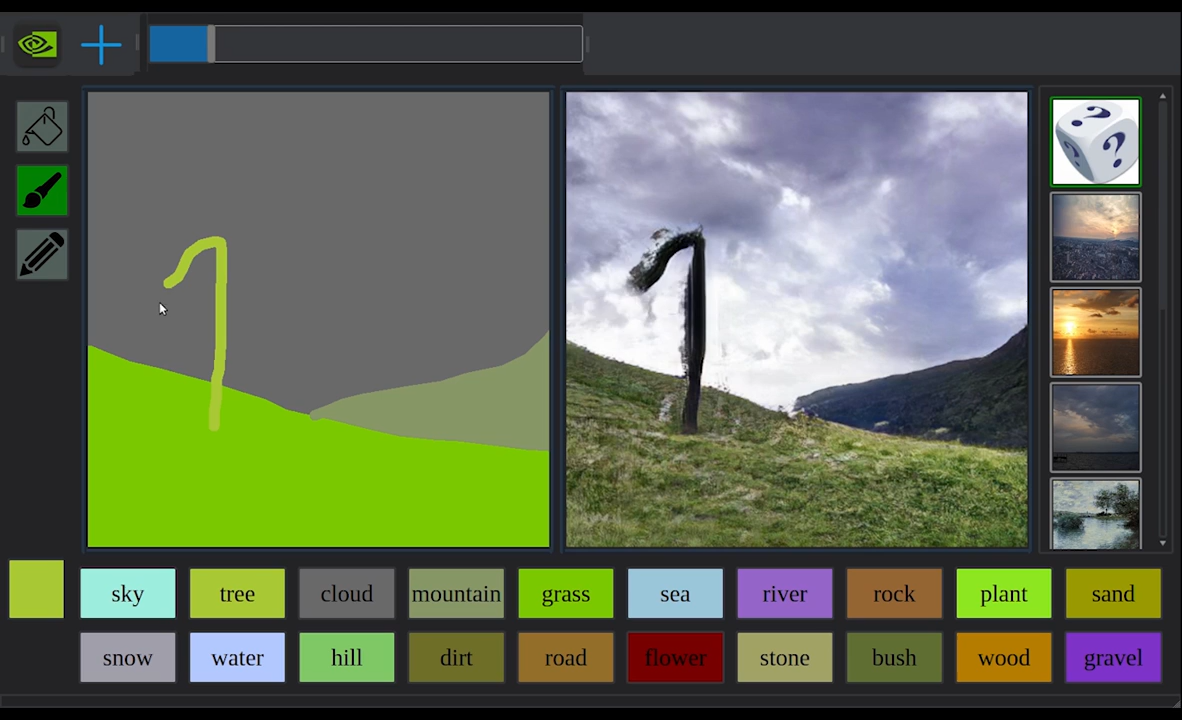 sky tree cloud mountain grass sea river rock plant sand
snow water hill dirt road flower stone bush wood gravel